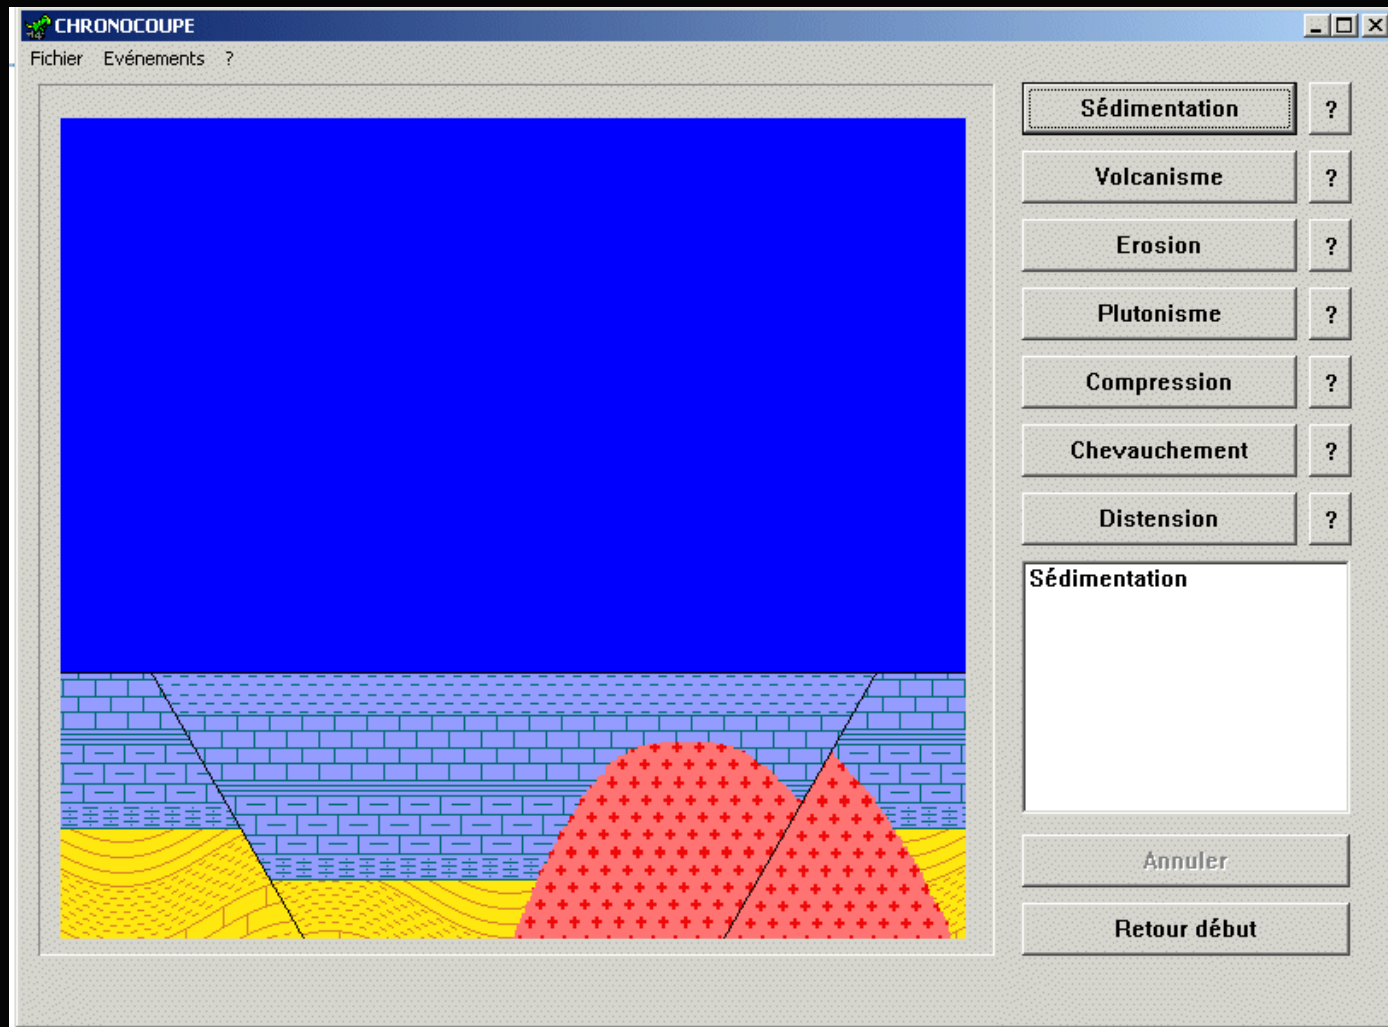 CHRONOCOUPE
Fichier Evénements ?
Sédimentation ?
Volcanisme ?
Erosion ?
Plutonisme ?
Compression ?
Chevauchement ?
Distension ?
Sédimentation
Annuler
Retour début